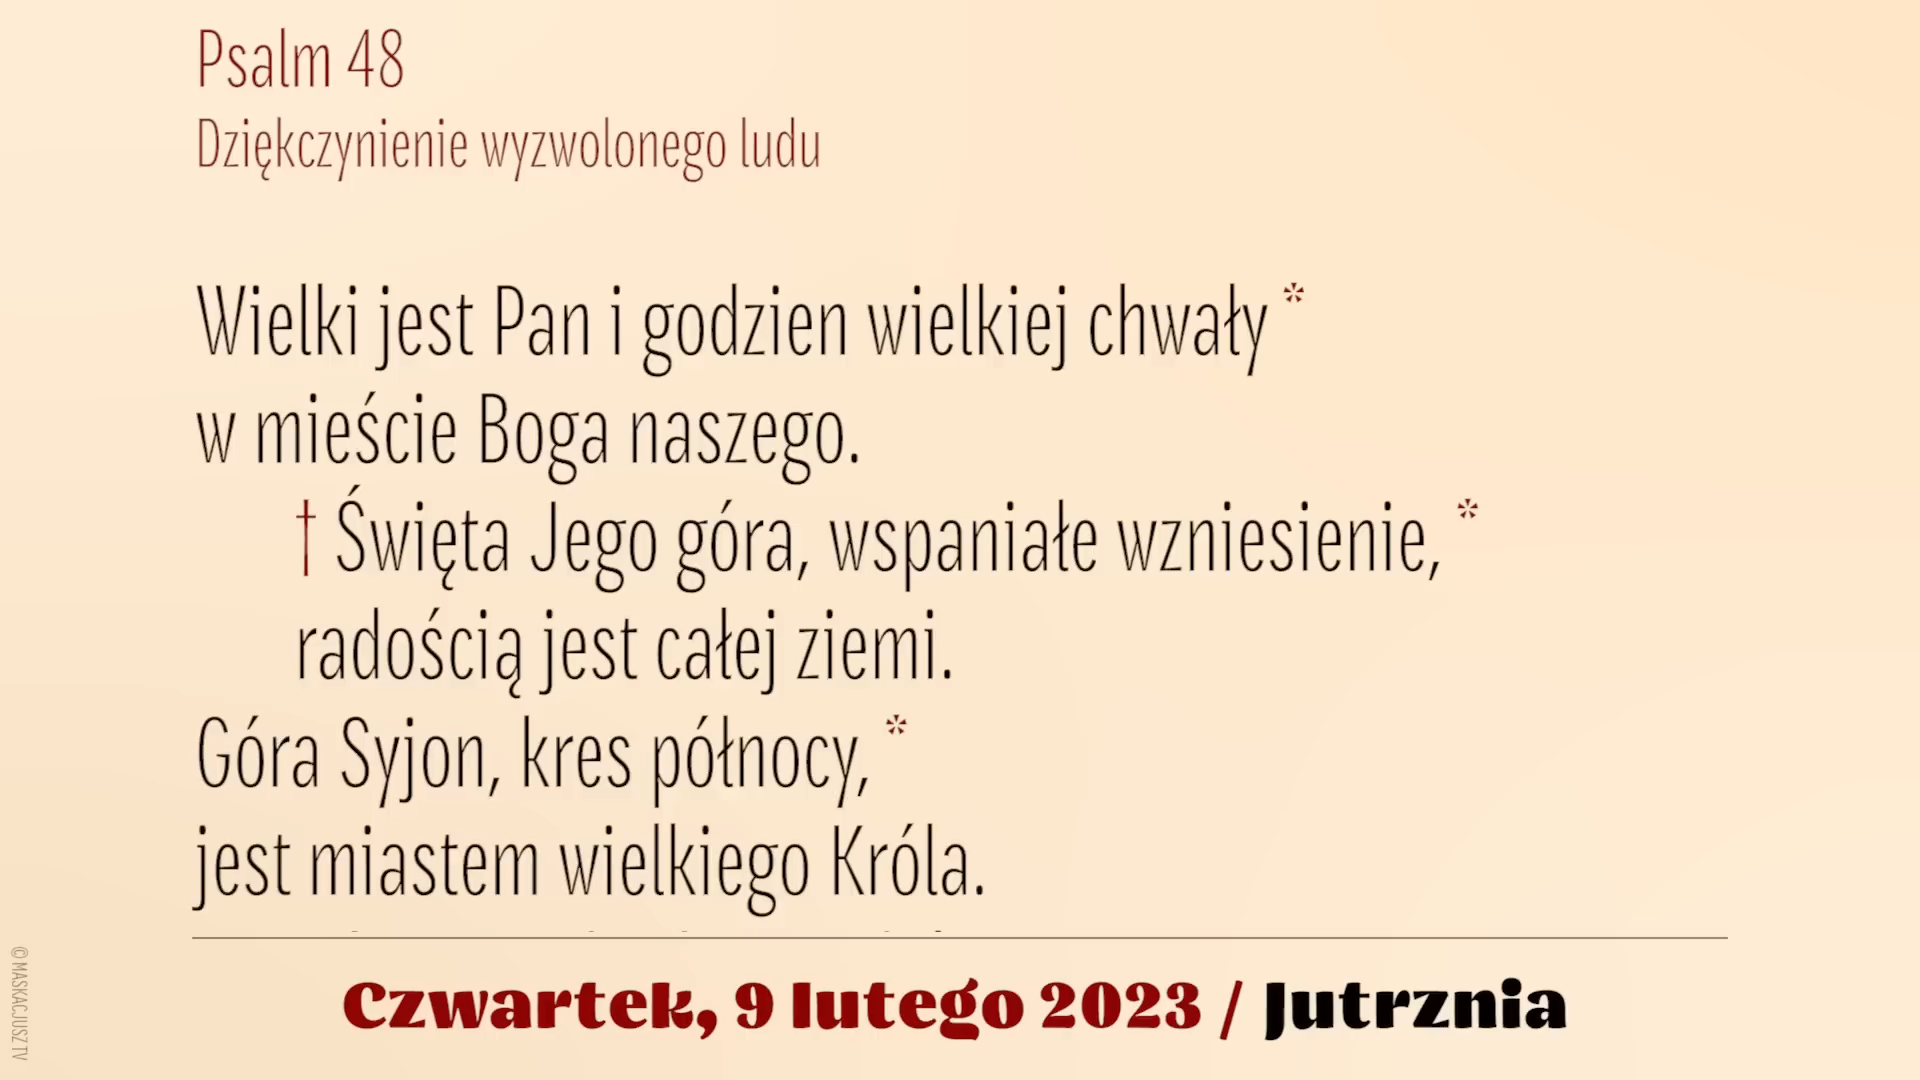 Psalm 48
Dziękczynienie wyzwolonego ludu
Wielki jest Pan i godzien wielkiej chwały *
w mieście Boga naszego.
† Święta Jego góra, wspaniałe wzniesienie, *
radością jest całej ziemi.
Góra Syjon, kres północy, *
jest miastem wielkiego Króla.
Czwartek, 9 lutego 2023 / Jutrznia
© MASKACJUSZ TV